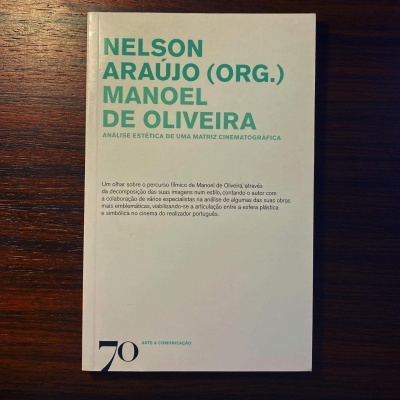 NELSON
ARAÚJO (ORG.)
MANOEL
DE OLIVEIRA
ANÁLISE ESTÉTICA DE UMA MATRIZ CINEMATOGRÁFICA
Um olhar sobre o percurso fílmico de Manoel de Oliveira, através
da decomposição das suas imagens num estilo, contando o autor com
a colaboração de vários especialistas na análise de algumas das suas obras
mais emblemáticas, viabilizando-se a articulação entre a esfera plástica
e simbólica no cinema do realizador português.
70
ARTE & COMUNICAÇÃO